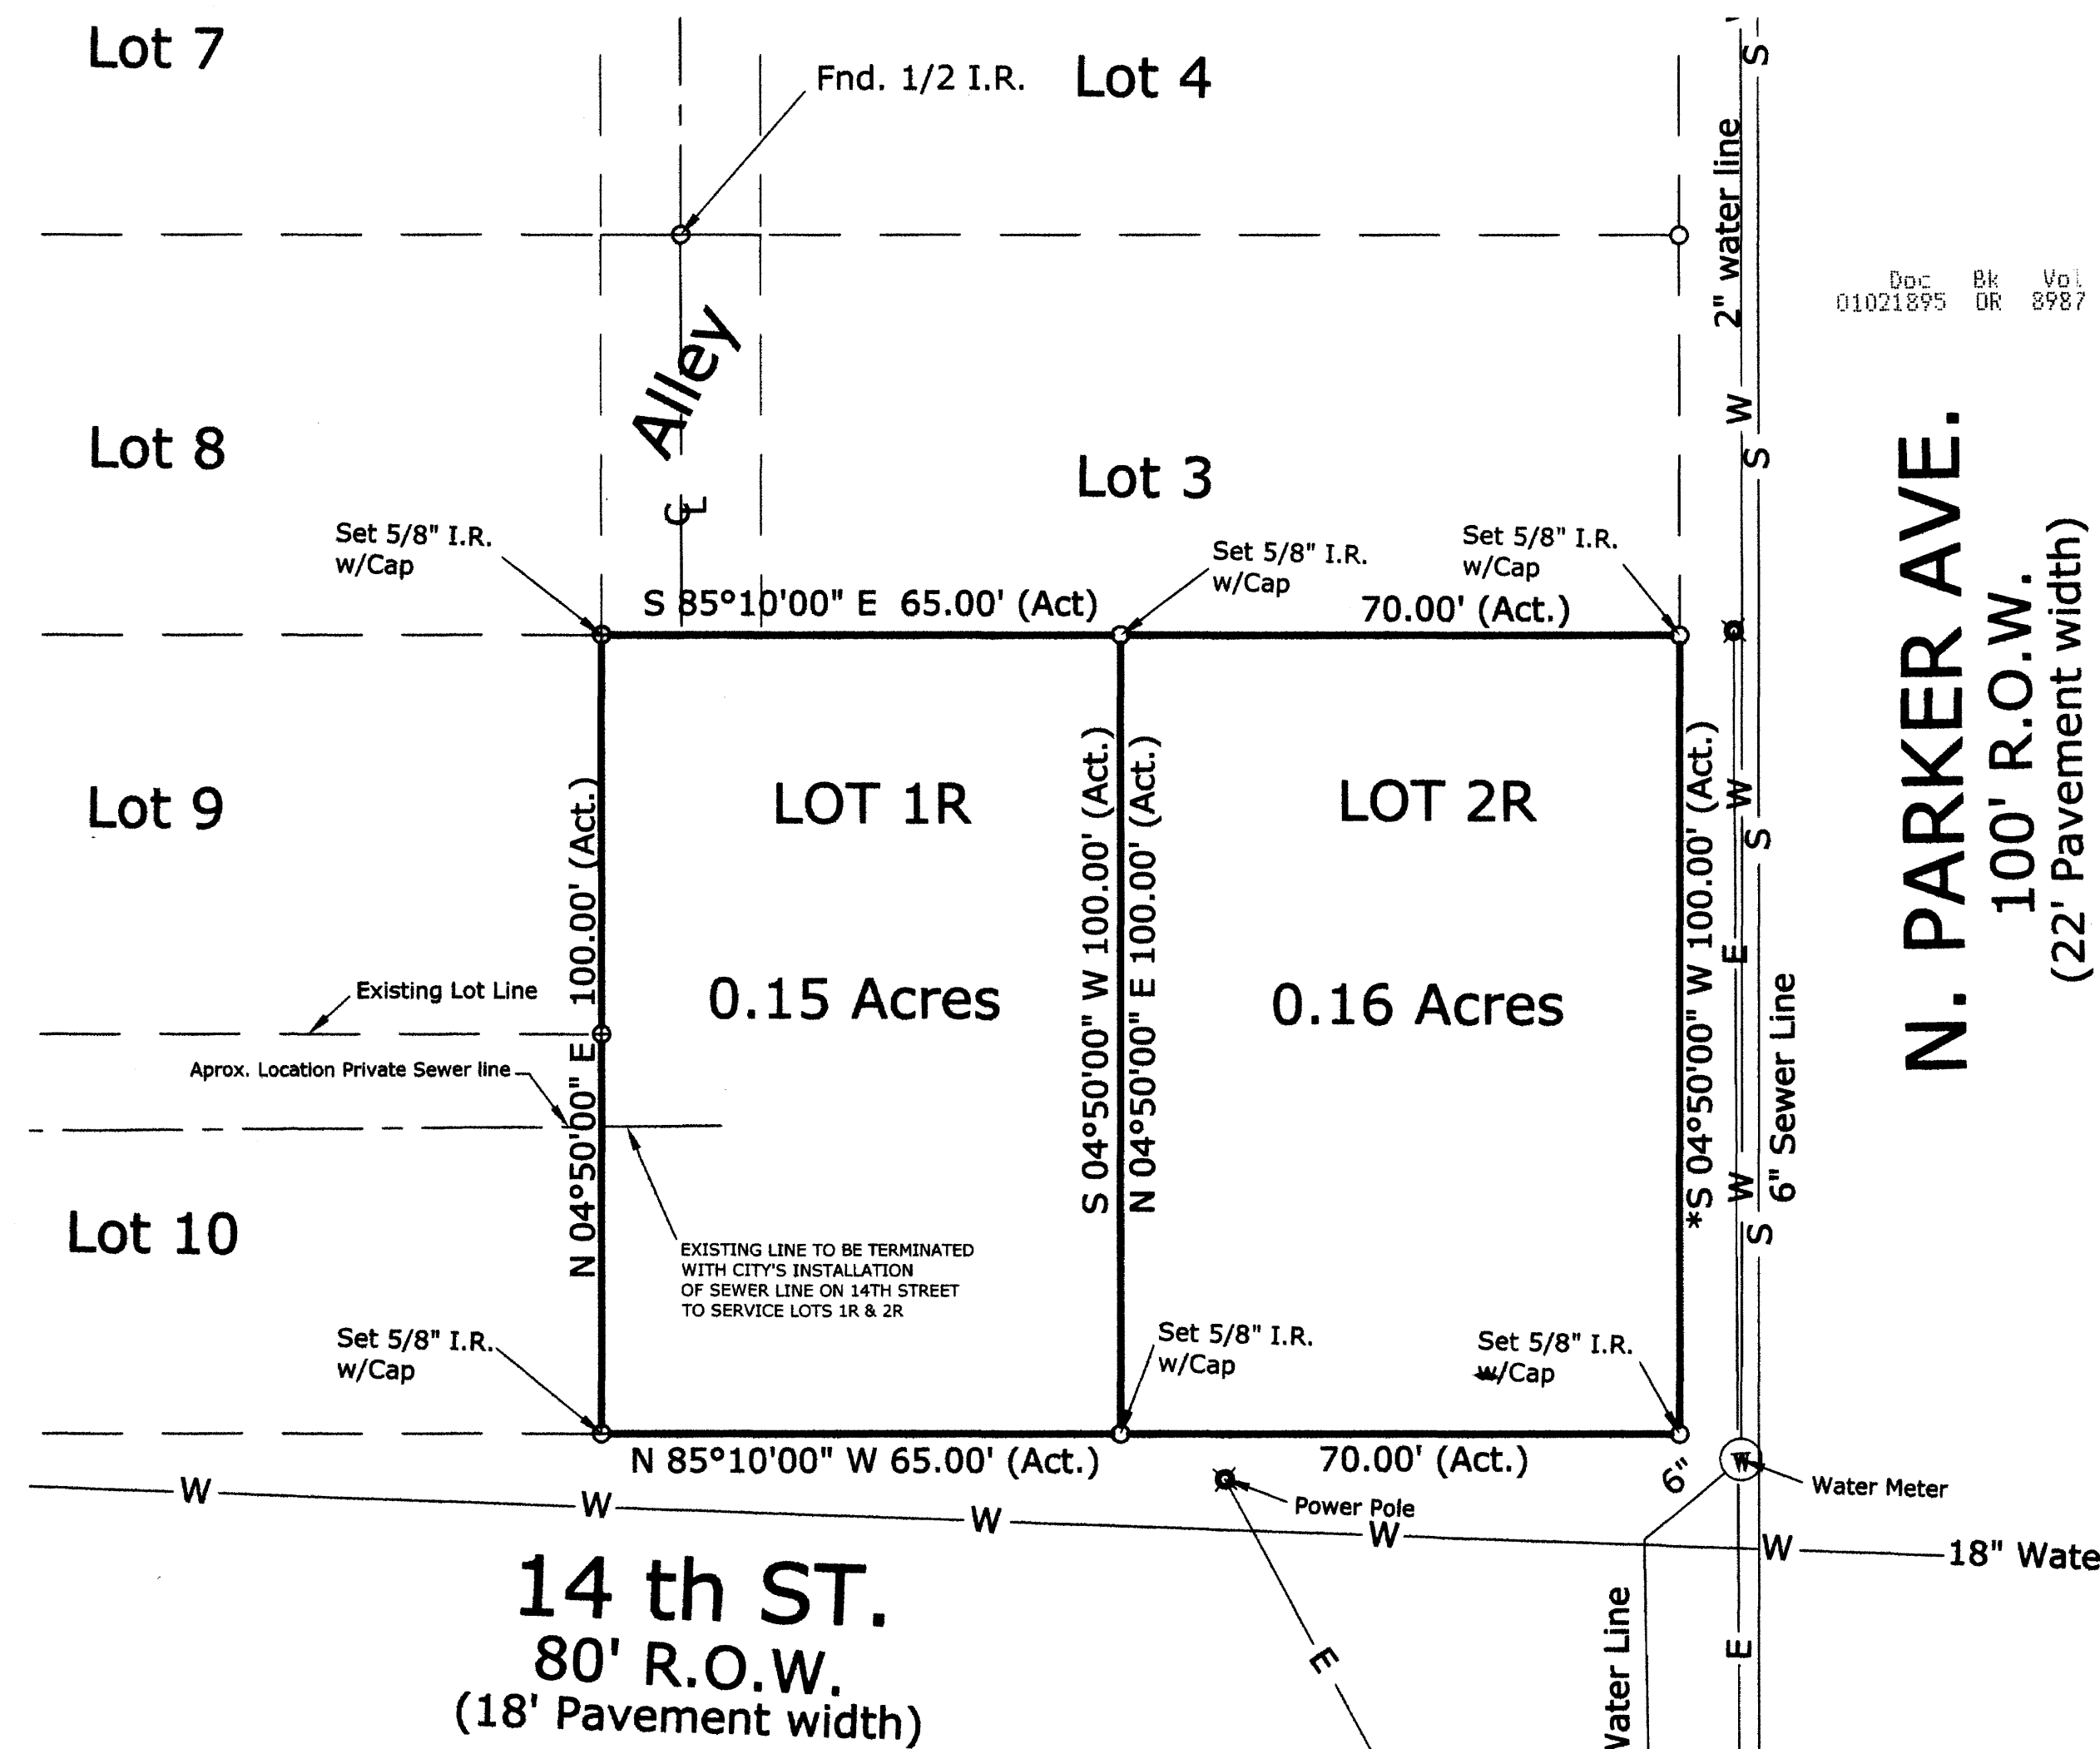 Lot 7
Fnd. 1/2 I.R.
Lot 4
2" water line
S
Doc Bk Vol
01021895 OR 8987
Alley
W
S
Lot 8
Lot 3
CL
N. PARKER AVE.
100' R.O.W.
(22' Pavement width)
Set 5/8" I.R.
w/Cap
Set 5/8" I.R.
w/Cap
Set 5/8" I.R.
w/Cap
S 85°10'00" E 65.00' (Act)
70.00' (Act.)
LOT 1R
LOT 2R
Lot 9
N 04°50'00" E 100.00' (Act.)
S 04°50'00" W 100.00' (Act.)
N 04°50'00" E 100.00' (Act.)
*S 04°50'00" W 100.00' (Act.)
W
S
E
W
S
6" Sewer Line
0.15 Acres
0.16 Acres
Existing Lot Line
Aprox. Location Private Sewer line
Lot 10
EXISTING LINE TO BE TERMINATED
WITH CITY'S INSTALLATION
OF SEWER LINE ON 14TH STREET
TO SERVICE LOTS 1R & 2R
Set 5/8" I.R.
w/Cap
Set 5/8" I.R.
w/Cap
Set 5/8" I.R.
w/Cap
N 85°10'00" W 65.00' (Act.)
70.00' (Act.)
6"
W
Water Meter
Power Pole
W
W
W
W
W
18" Wate
14 th ST.
80' R.O.W.
(18' Pavement width)
E
Water Line
E